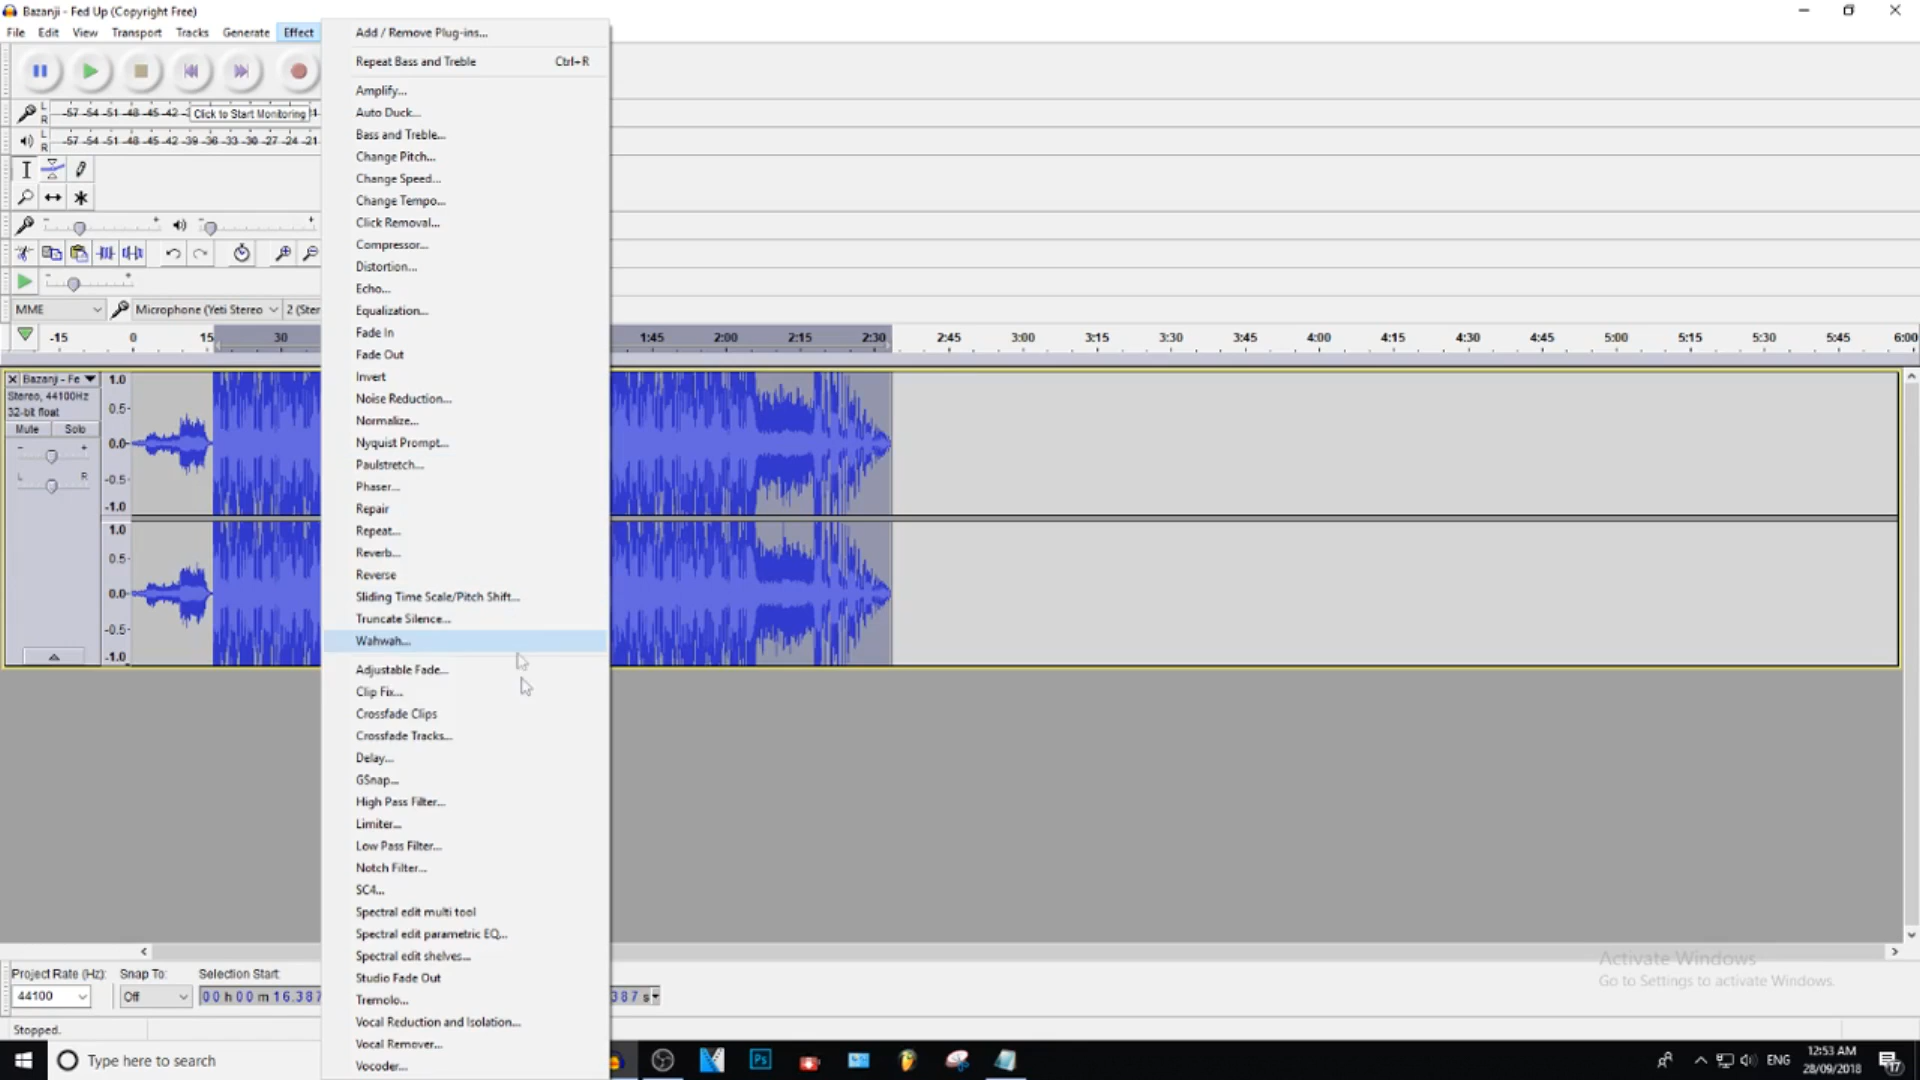 Bazanji - Fed Up (Copyright Free)
File Edit View Transport Tracks Generate Effect
Add / Remove Plug-ins...
Repeat Bass and Treble Ctrl+R
Amplify...
Auto Duck...
Bass and Treble...
Change Pitch...
Change Speed...
Change Tempo...
Click Removal...
Compressor...
Distortion...
Echo...
Equalization...
Fade In
Fade Out
Invert
Noise Reduction...
Normalize...
Nyquist Prompt...
Paulstretch...
Phaser...
Repair
Repeat...
Reverb...
Reverse
Sliding Time Scale/Pitch Shift...
Truncate Silence...
Wahwah...
Adjustable Fade...
Clip Fix...
Crossfade Clips
Crossfade Tracks...
Delay...
GSnap...
High Pass Filter...
Limiter...
Low Pass Filter...
Notch Filter...
SC4...
Spectral edit multi tool
Spectral edit parametric EQ...
Spectral edit shelves...
Studio Fade Out
Tremolo...
Vocal Reduction and Isolation...
Vocal Remover...
Vocoder...
L
R
-57 -54 -51 -48 -45 -42 Click to Start Monitoring
L
R
-57 -54 -51 -48 -45 -42 -39 -36 -33 -30 -27 -24 -21
MME Microphone (Yeti Stereo 2 (Ster
-15 0 15 30 1:45 2:00 2:15 2:30 2:45 3:00 3:15 3:30 3:45 4:00 4:15 4:30 4:45 5:00 5:15 5:30 5:45 6:00
Bazanji - Fe
Stereo, 44100Hz
32-bit float
Mute Solo
- +
L R
1.0
0.5-
0.0-
-0.5-
-1.0
1.0
0.5-
0.0-
-0.5-
-1.0
Project Rate (Hz): Snap To: Selection Start
44100 Off 00 h 00 m 16.387 387 s
Stopped.
Activate Windows
Go to Settings to activate Windows.
Type here to search
Ps
ENG
12:53 AM
28/09/2018
17